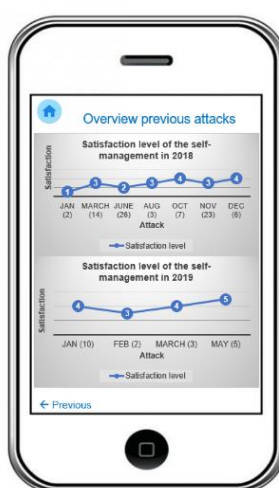 Overview previous attacks
Satisfaction level of the self-
management in 2018
Satisfaction
1 3 2 3 4 3 4
JAN MARCH JUNE AUG OCT NOV DEC
(2) (14) (26) (3) (7) (23) (6)
Attack
Satisfaction level
Satisfaction level of the self-
management in 2019
Satisfaction
4 3 4 5
JAN (10) FEB (2) MARCH (3) MAY (5)
Attack
Satisfaction level
← Previous